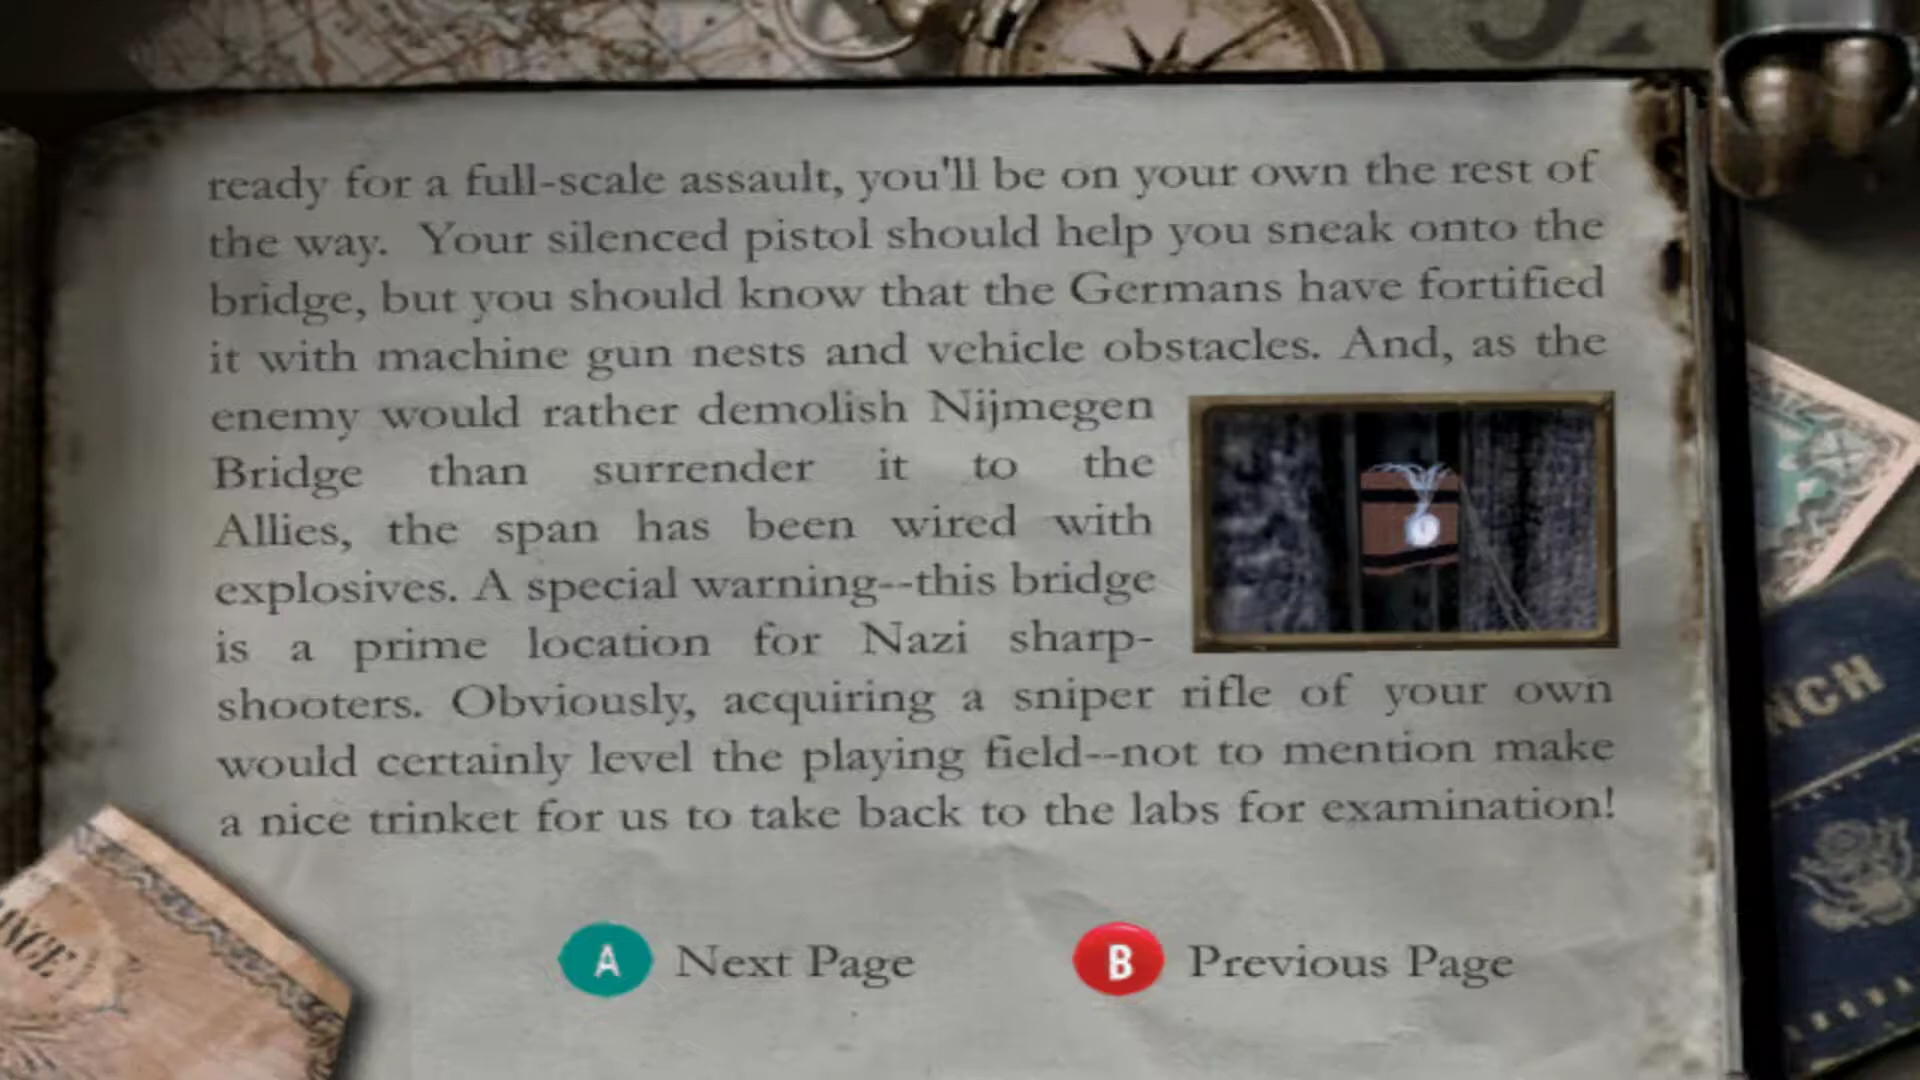 ready for a full-scale assault, you'll be on your own the rest of
the way. Your silenced pistol should help you sneak onto the
bridge, but you should know that the Germans have fortified
it with machine gun nests and vehicle obstacles. And, as the
enemy would rather demolish Nijmegen
Bridge than surrender it to the
Allies, the span has been wired with
explosives. A special warning--this bridge
is a prime location for Nazi sharp-
shooters. Obviously, acquiring a sniper rifle of your own
would certainly level the playing field--not to mention make
a nice trinket for us to take back to the labs for examination!
A Next Page B Previous Page